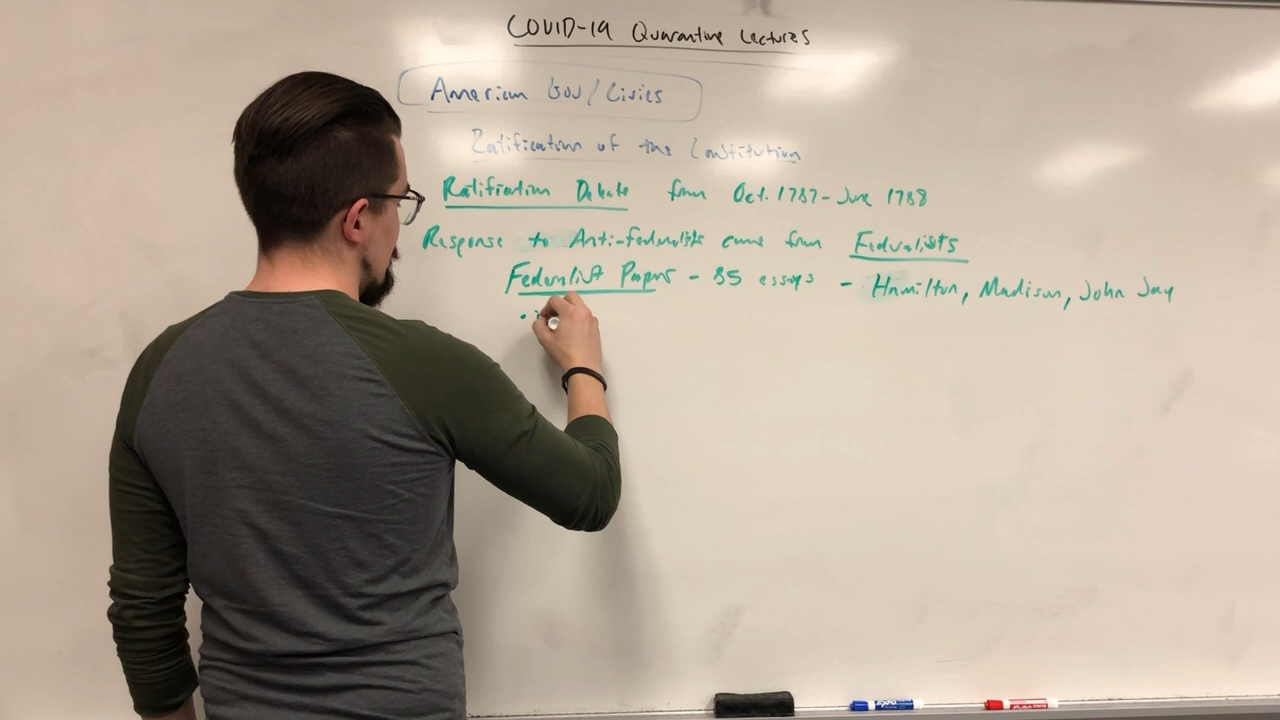 COVID-19 Quarantine Lectures
American Gov/Civics
Ratification of the Constitution
Ratification Debate from Oct. 1787-June 1788
Response to Anti-Federalists came from Federalists
Federalist Papers - 85 essays - Hamilton, Madison, John Jay
EXPO